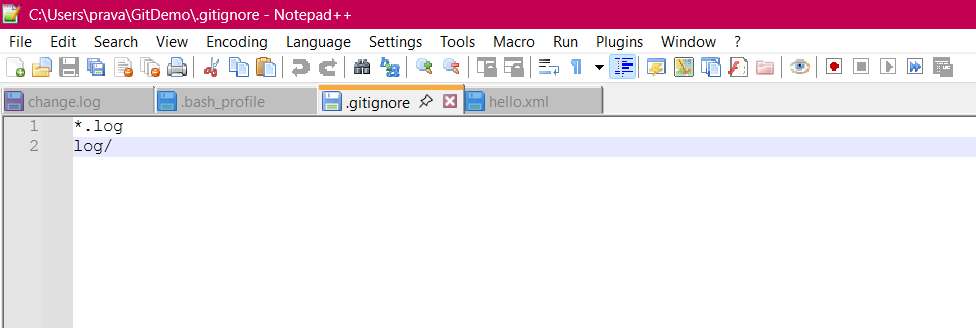 C:\Users\prava\GitDemo\.gitignore - Notepad++
File Edit Search View Encoding Language Settings Tools Macro Run Plugins Window ?
change.log .bash_profile .gitignore hello.xml
1 *.log
2 log/